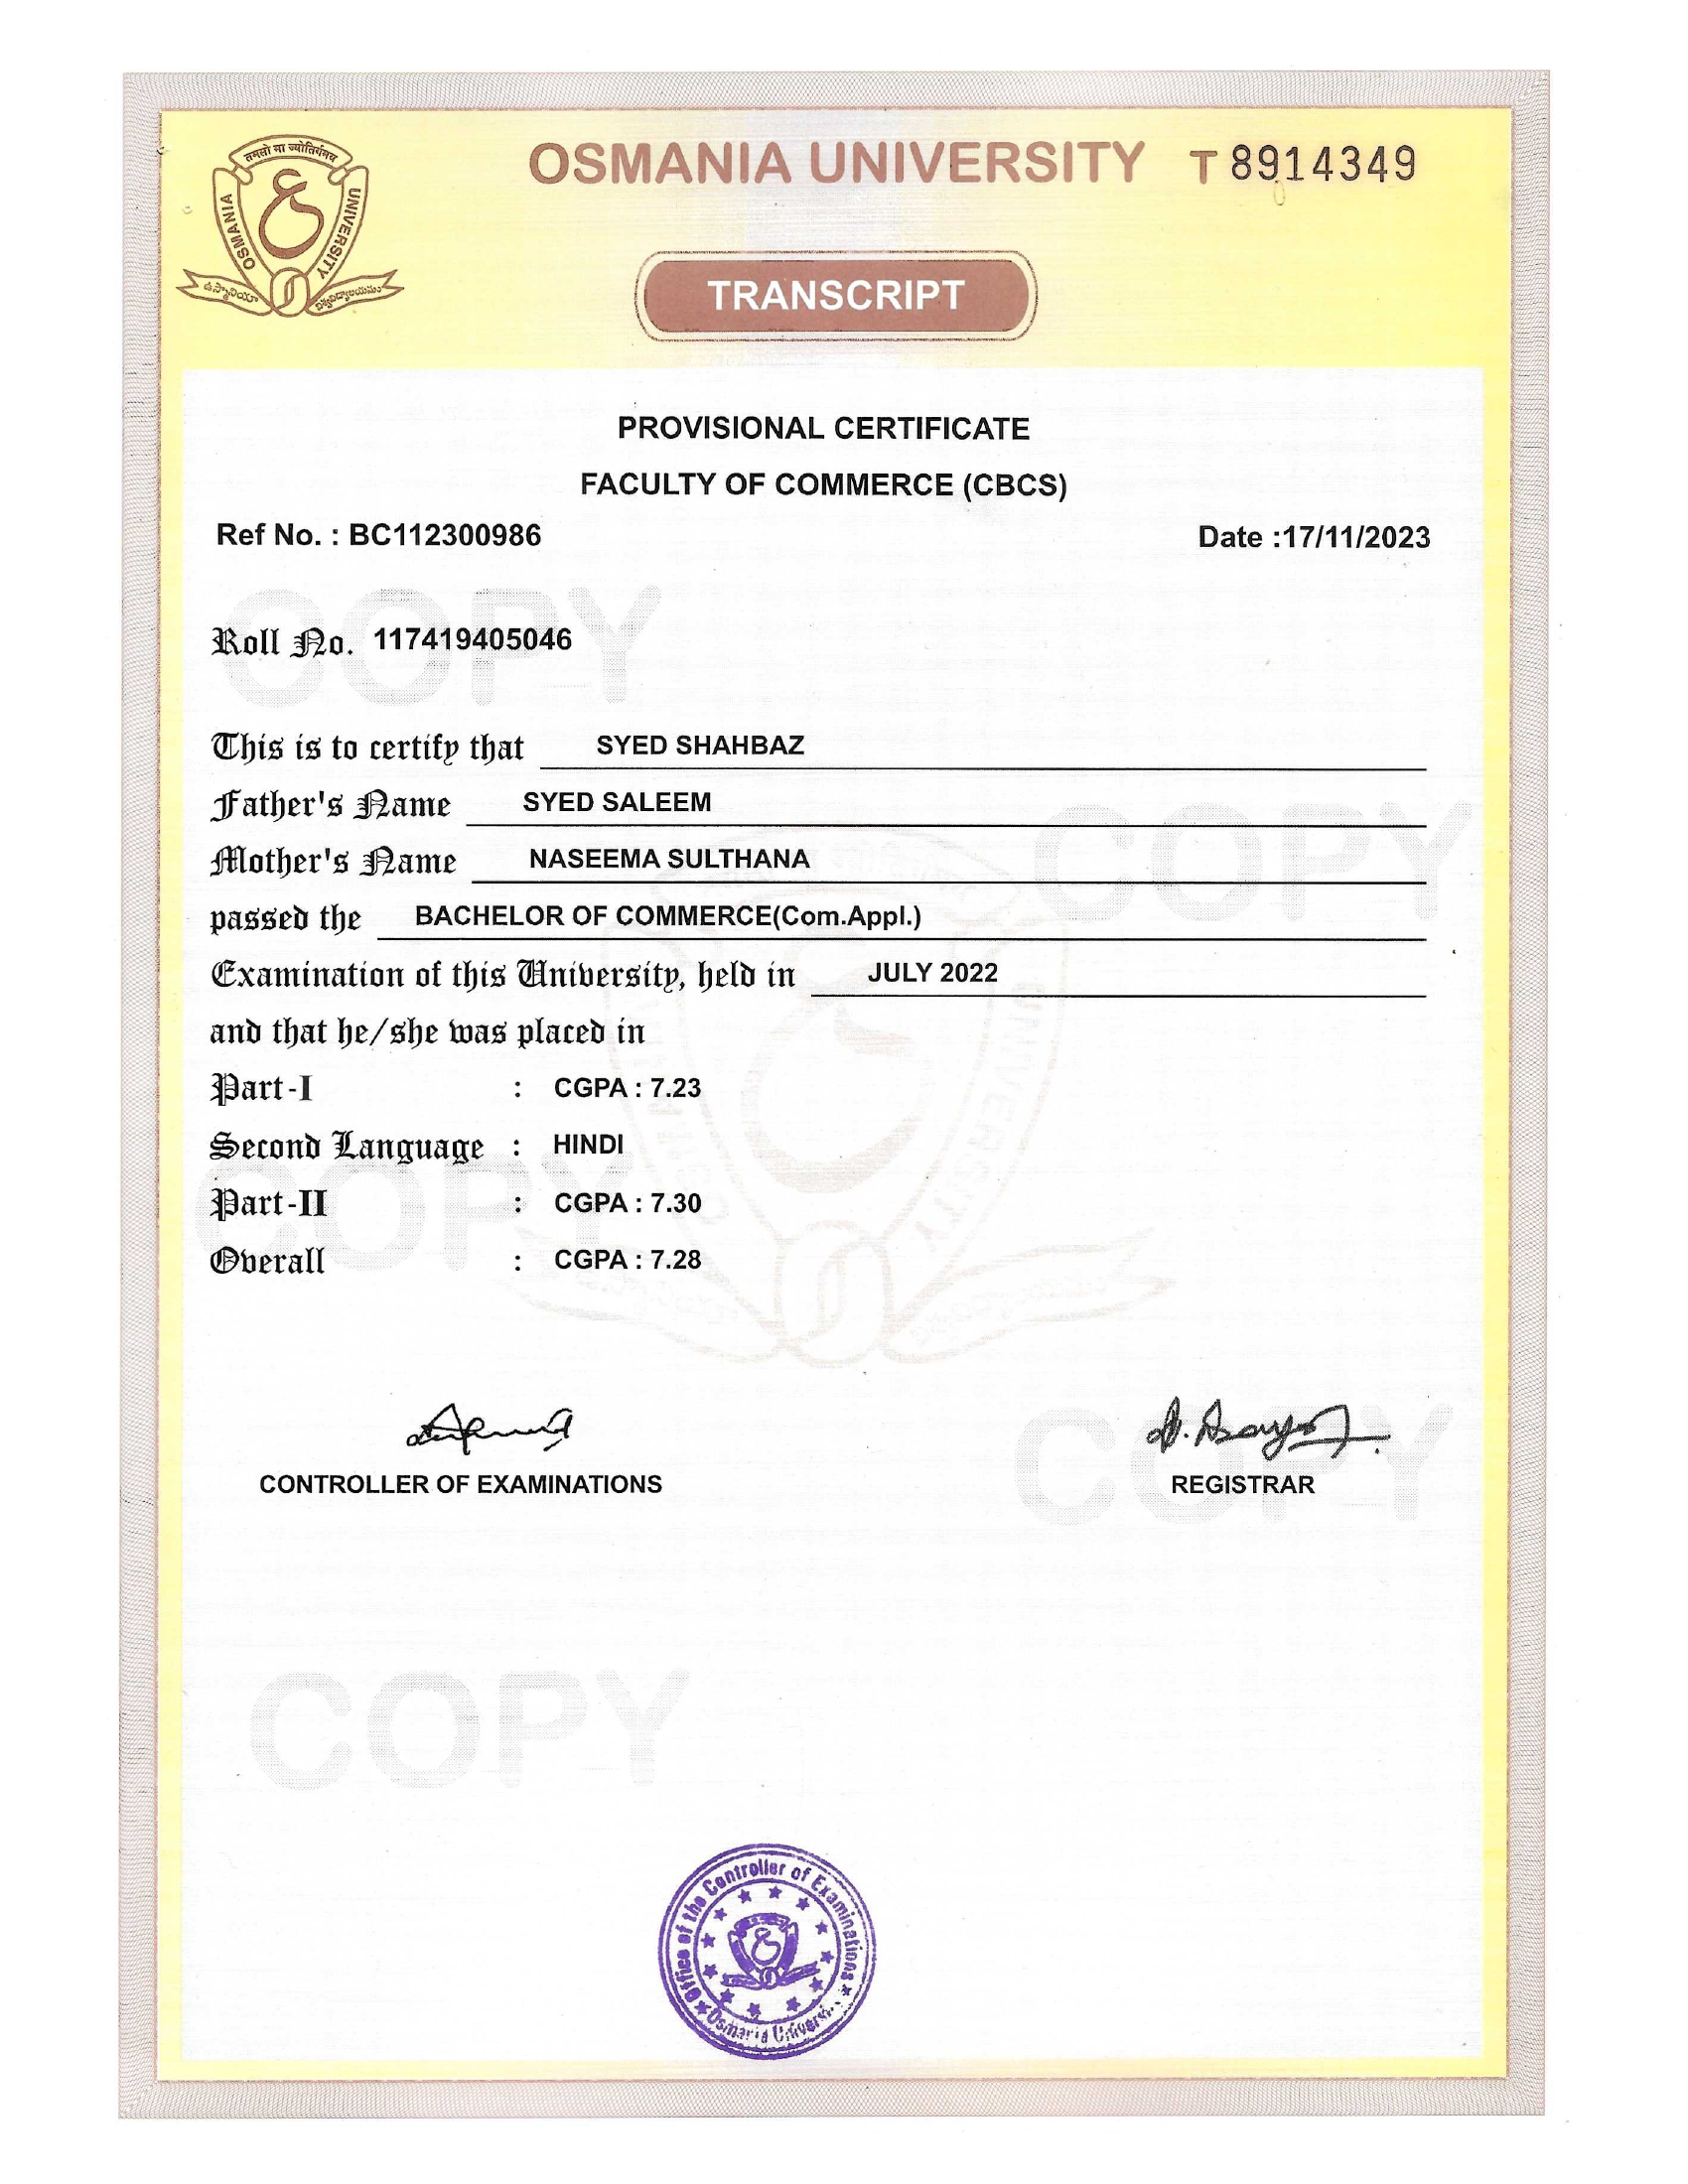 तमसो मा ज्योतिर्गमय
OSMANIA UNIVERSITY
ع
ఉస్మానియా విశ్వవిద్యాలయము
OSMANIA UNIVERSITY T 8914349
TRANSCRIPT
PROVISIONAL CERTIFICATE
FACULTY OF COMMERCE (CBCS)
Ref No. : BC112300986 Date :17/11/2023
COPY
Roll No. 117419405046
This is to certify that SYED SHAHBAZ
Father's Name SYED SALEEM
COPY
Mother's Name NASEEMA SULTHANA
passed the BACHELOR OF COMMERCE(Com.Appl.)
Examination of this University, held in JULY 2022
and that he/she was placed in
Part-I : CGPA : 7.23
Second Language : HINDI
COPY
Part-II : CGPA : 7.30
Overall : CGPA : 7.28
COPY
CONTROLLER OF EXAMINATIONS REGISTRAR
COPY
Office of the Controller of Examinations
Osmania University